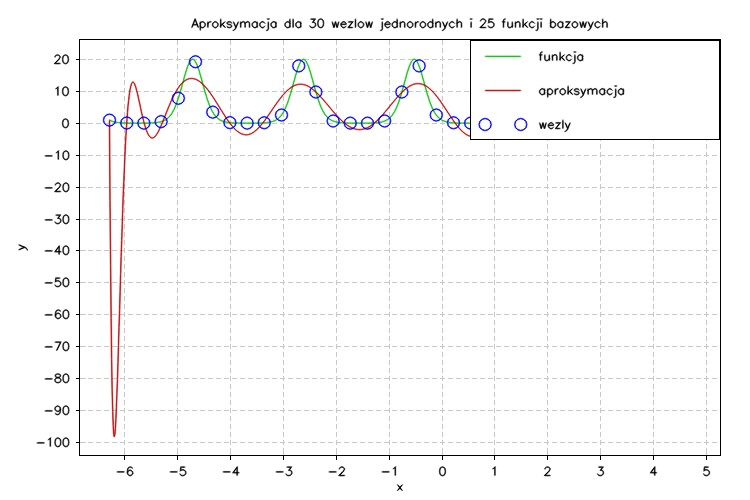 Aproksymacja dla 30 wezlow jednorodnych i 25 funkcji bazowych
funkcja
aproksymacja
wezly
20
10
0
−10
−20
−30
−40
−50
−60
−70
−80
−90
−100
y
−6 −5 −4 −3 −2 −1 0 1 2 3 4 5
x